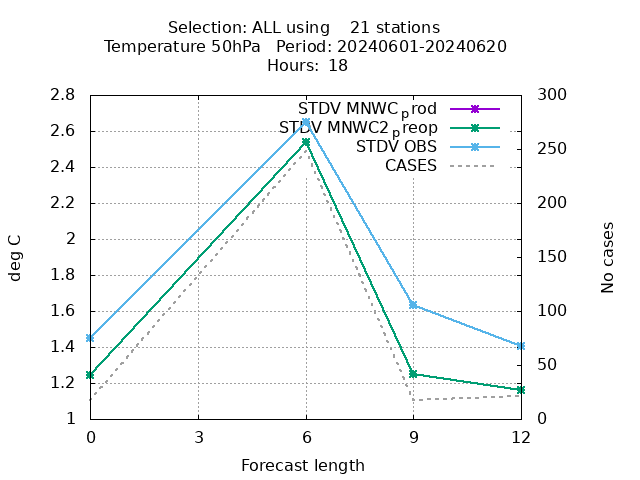 Selection: ALL using    21 stations
Temperature 50hPa   Period: 20240601-20240620
Hours:  18
2.8
2.6
2.4
2.2
2
1.8
1.6
1.4
1.2
1
deg C
STDV MNWCprod
STDV MNWC2preop
STDV OBS
CASES
300
250
200
150
100
50
0
No cases
0 3 6 9 12
Forecast length